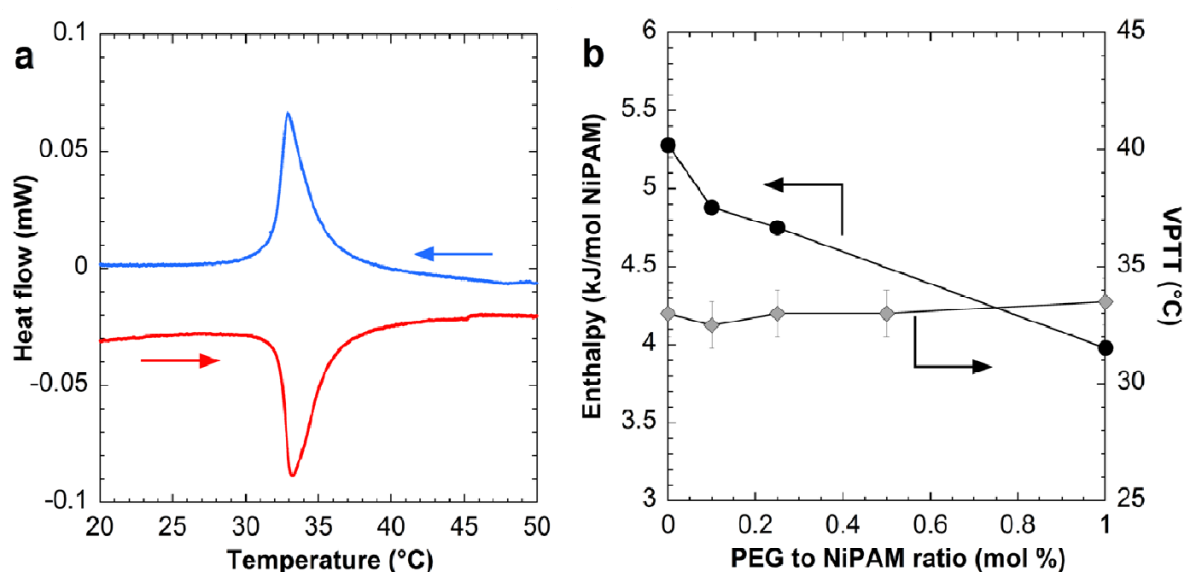 a
0.1
0.05
0
-0.05
-0.1
Heat flow (mW)
20 25 30 35 40 45 50
Temperature (°C)
b
6
5.5
5
4.5
4
3.5
3
Enthalpy (kJ/mol NiPAM)
45
40
35
30
25
VPTT (°C)
0 0.2 0.4 0.6 0.8 1
PEG to NiPAM ratio (mol %)